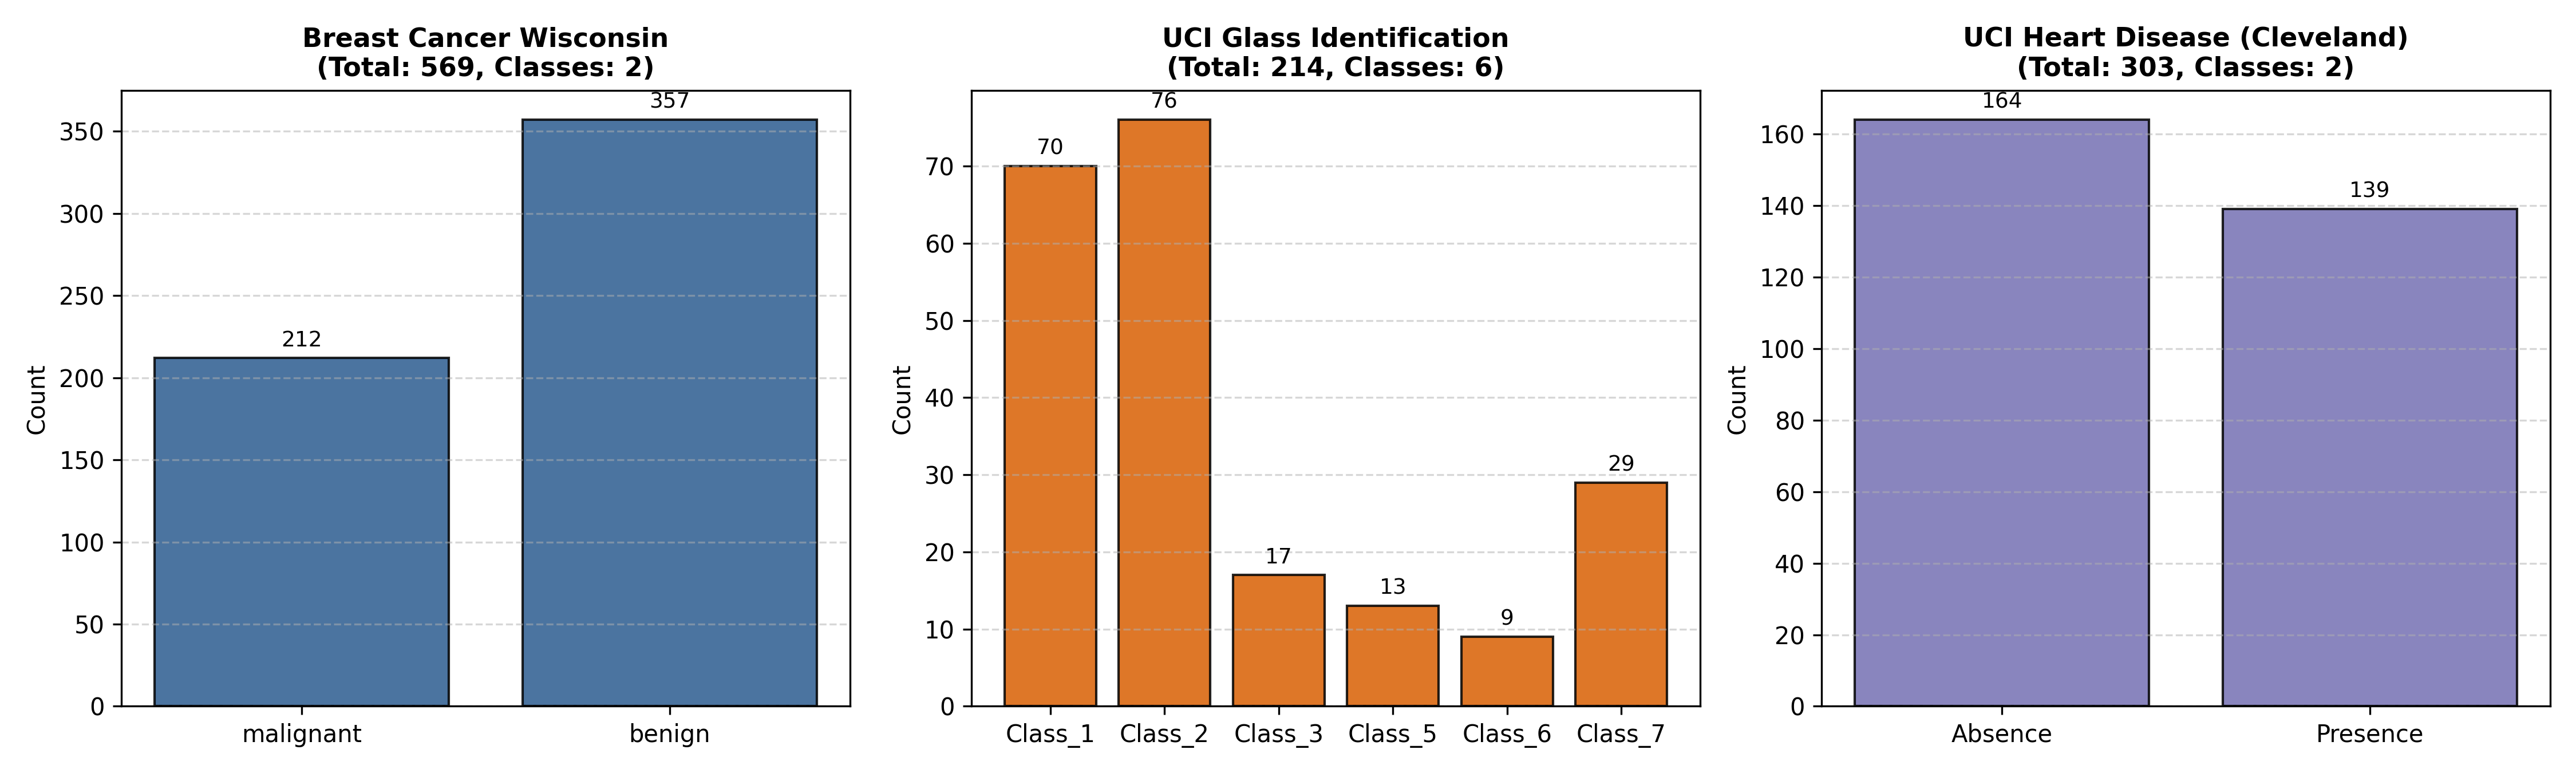 Breast Cancer Wisconsin
(Total: 569, Classes: 2)
357
350
300
250
212
200
150
100
50
0
Count
malignant benign
UCI Glass Identification
(Total: 214, Classes: 6)
76
70
70
60
50
40
30
29
20
17
13
10
9
0
Count
Class_1 Class_2 Class_3 Class_5 Class_6 Class_7
UCI Heart Disease (Cleveland)
(Total: 303, Classes: 2)
164
160
139
140
120
100
80
60
40
20
0
Count
Absence Presence